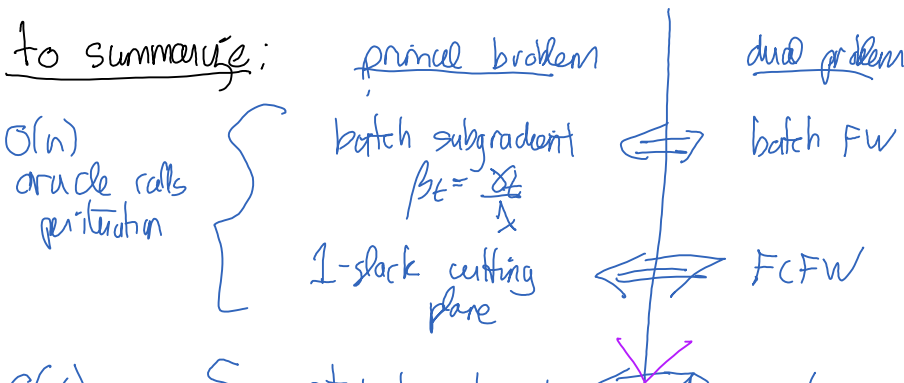 to summarize: primal problem dual problem
O(n) batch subgradient ⟺ batch FW
oracle calls βt = γt/λ
per iteration
1-slack cutting ⟺ FCFW
plane